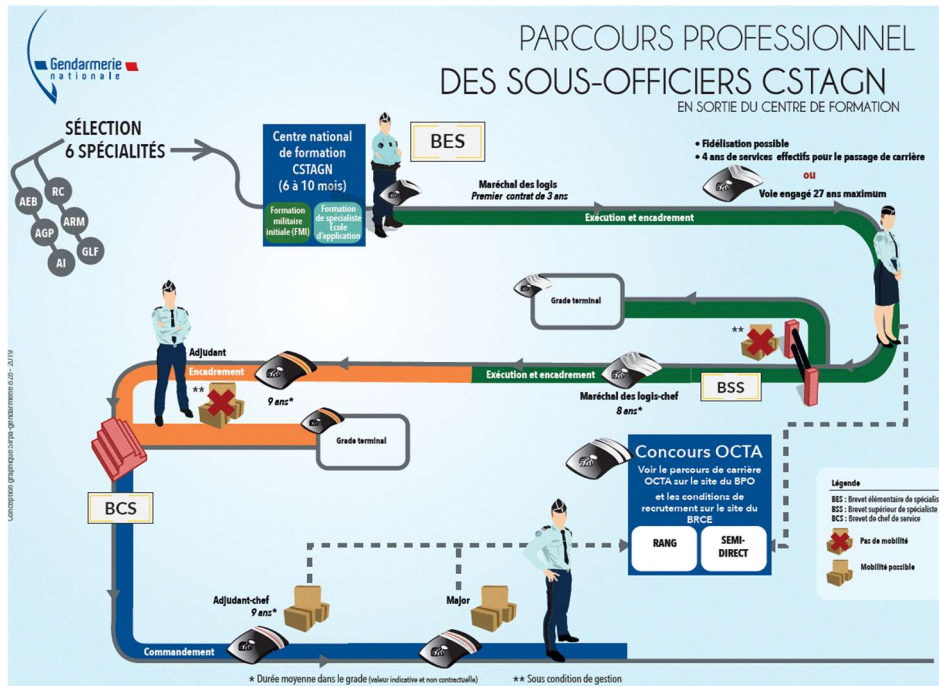 Gendarmerie
nationale
PARCOURS PROFESSIONNEL
DES SOUS-OFFICIERS CSTAGN
EN SORTIE DU CENTRE DE FORMATION
SÉLECTION
6 SPÉCIALITÉS
AEB
RC
AGP
ARM
AI
GLF
Centre national
de formation
CSTAGN
(6 à 10 mois)
Formation
militaire
initiale (FMI)
Formation
de spécialiste
École
d'application
BES
Maréchal des logis
Premier contrat de 3 ans
• Fidélisation possible
• 4 ans de services effectifs pour le passage de carrière
ou
Voie engagé 27 ans maximum
Exécution et encadrement
Grade terminal
**
Adjudant
Encadrement
**
9 ans*
Exécution et encadrement
Maréchal des logis-chef
8 ans*
BSS
Grade terminal
BCS
Concours OCTA
Voir le parcours de carrière
OCTA sur le site du BPO
et les conditions de
recrutement sur le site du
BRCE
RANG
SEMI-
DIRECT
Légende
BES : Brevet élémentaire de spécialis
BSS : Brevet supérieur de spécialiste
BCS : Brevet de chef de service
Pas de mobilité
Mobilité possible
Adjudant-chef
9 ans*
Major
Commandement
* Durée moyenne dans le grade (valeur indicative et non contractuelle)
** Sous condition de gestion
Conception graphique Sirpa-gendarmerie - 2019